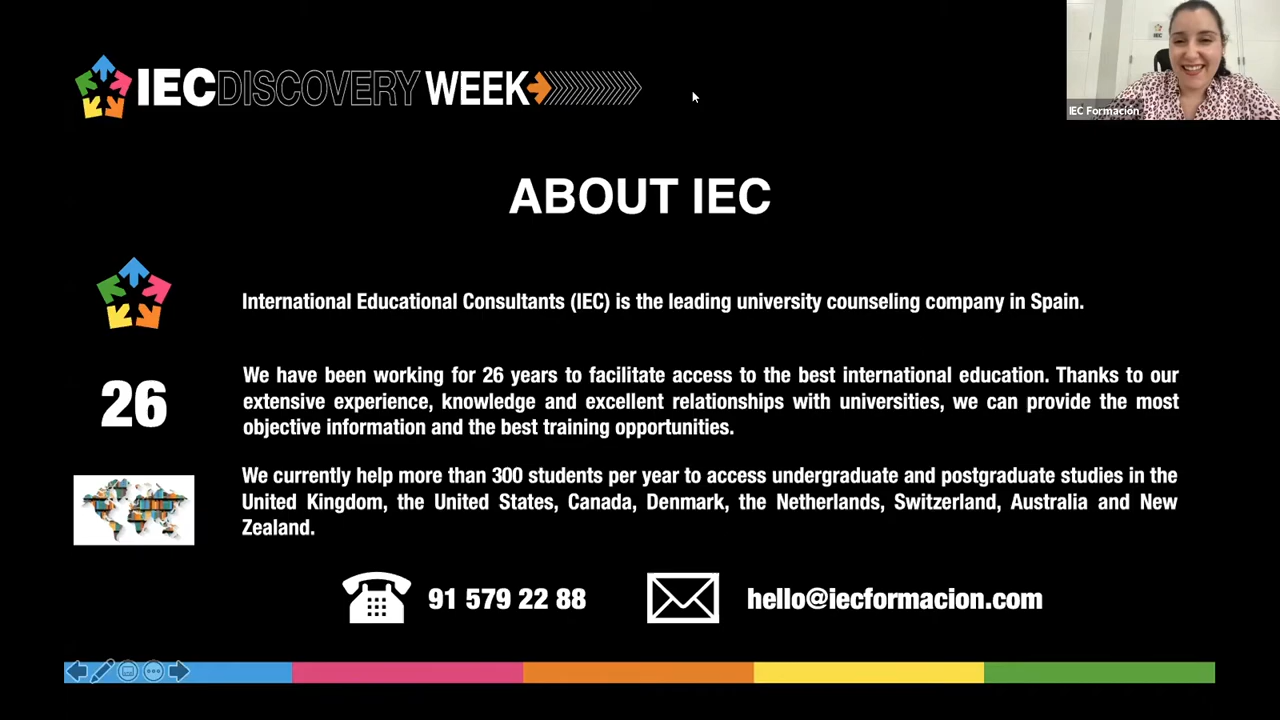 IEC DISCOVERY WEEK
IEC Formación
ABOUT IEC
International Educational Consultants (IEC) is the leading university counseling company in Spain.
26
We have been working for 26 years to facilitate access to the best international education. Thanks to our
extensive experience, knowledge and excellent relationships with universities, we can provide the most
objective information and the best training opportunities.
We currently help more than 300 students per year to access undergraduate and postgraduate studies in the
United Kingdom, the United States, Canada, Denmark, the Netherlands, Switzerland, Australia and New
Zealand.
91 579 22 88
hello@iecformacion.com